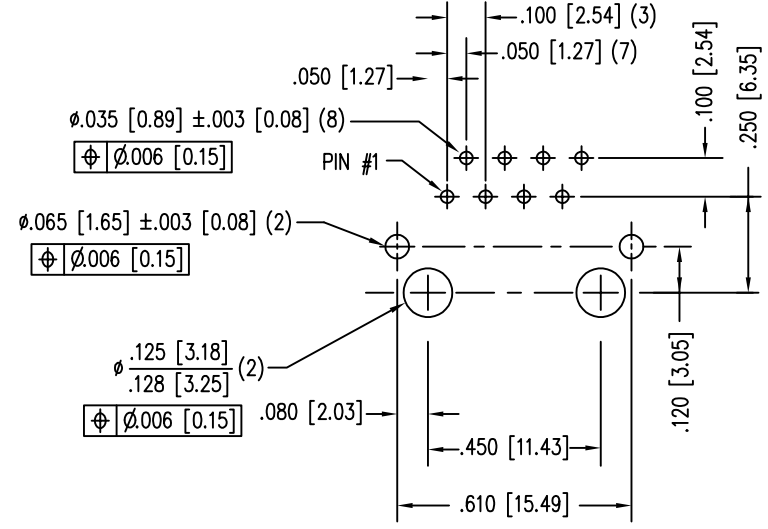 .100 [2.54] (3)
.050 [1.27] (7)
.050 [1.27]
.100 [2.54]
.250 [6.35]
ø.035 [0.89] ±.003 [0.08] (8)
⌖ Ø.006 [0.15]
PIN #1
ø.065 [1.65] ±.003 [0.08] (2)
⌖ Ø.006 [0.15]
ø .125 [3.18]
.128 [3.25] (2)
⌖ Ø.006 [0.15]
.080 [2.03]
.120 [3.05]
.450 [11.43]
.610 [15.49]